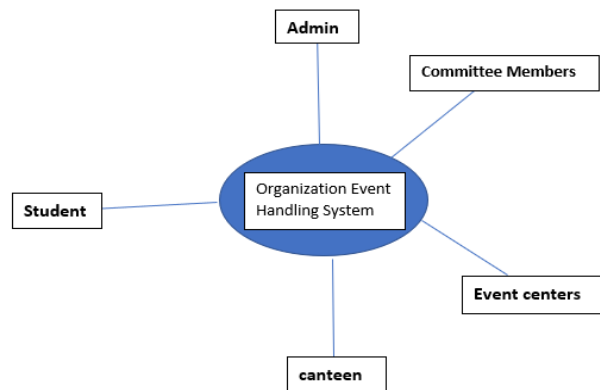 Admin
Committee Members
Organization Event
Handling System
Student
Event centers
canteen